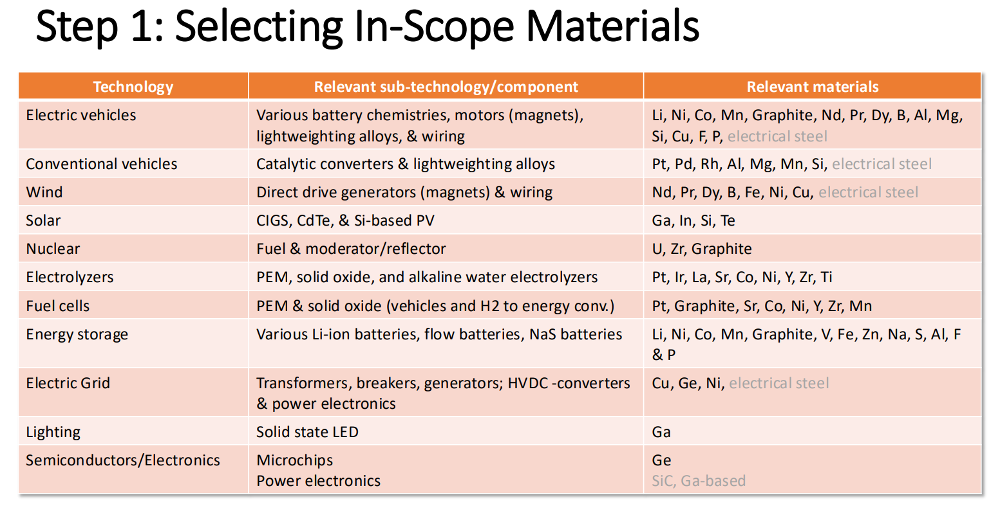 Step 1: Selecting In-Scope Materials
Technology
Relevant sub-technology/component
Relevant materials
Electric vehicles
Various battery chemistries, motors (magnets),
lightweighting alloys, & wiring
Li, Ni, Co, Mn, Graphite, Nd, Pr, Dy, B, Al, Mg,
Si, Cu, F, P, electrical steel
Conventional vehicles
Catalytic converters & lightweighting alloys
Pt, Pd, Rh, Al, Mg, Mn, Si, electrical steel
Wind
Direct drive generators (magnets) & wiring
Nd, Pr, Dy, B, Fe, Ni, Cu, electrical steel
Solar
CIGS, CdTe, & Si-based PV
Ga, In, Si, Te
Nuclear
Fuel & moderator/reflector
U, Zr, Graphite
Electrolyzers
PEM, solid oxide, and alkaline water electrolyzers
Pt, Ir, La, Sr, Co, Ni, Y, Zr, Ti
Fuel cells
PEM & solid oxide (vehicles and H2 to energy conv.)
Pt, Graphite, Sr, Co, Ni, Y, Zr, Mn
Energy storage
Various Li-ion batteries, flow batteries, NaS batteries
Li, Ni, Co, Mn, Graphite, V, Fe, Zn, Na, S, Al, F
& P
Electric Grid
Transformers, breakers, generators; HVDC -converters
& power electronics
Cu, Ge, Ni, electrical steel
Lighting
Solid state LED
Ga
Semiconductors/Electronics
Microchips
Power electronics
Ge
SiC, Ga-based